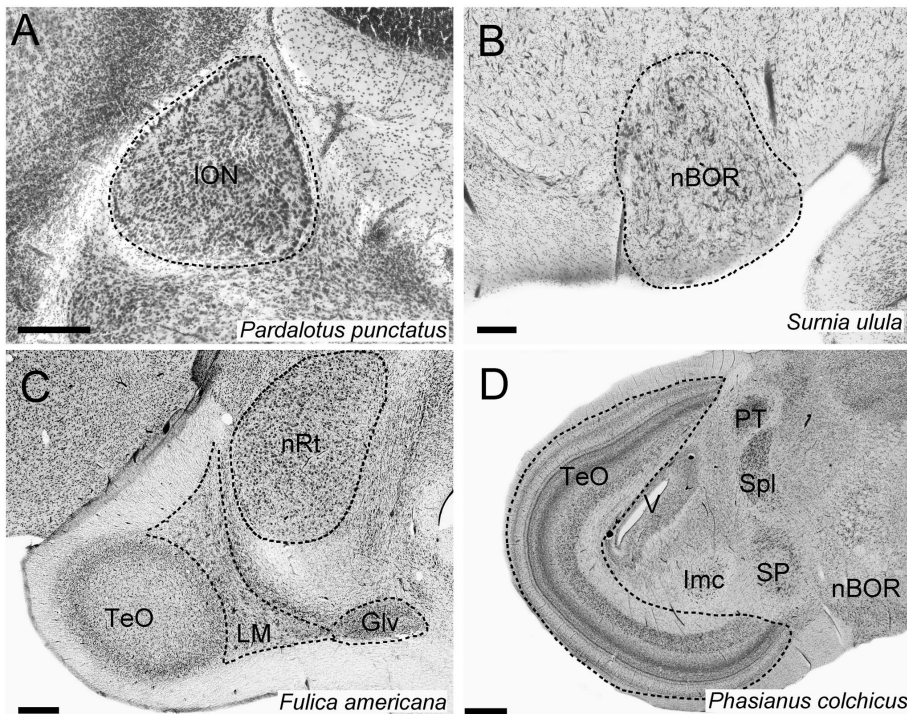 A
ION
Pardalotus punctatus
B
nBOR
Surnia ulula
C
nRt
TeO
LM
Glv
Fulica americana
D
PT
TeO
Spl
V
Imc
SP
nBOR
Phasianus colchicus